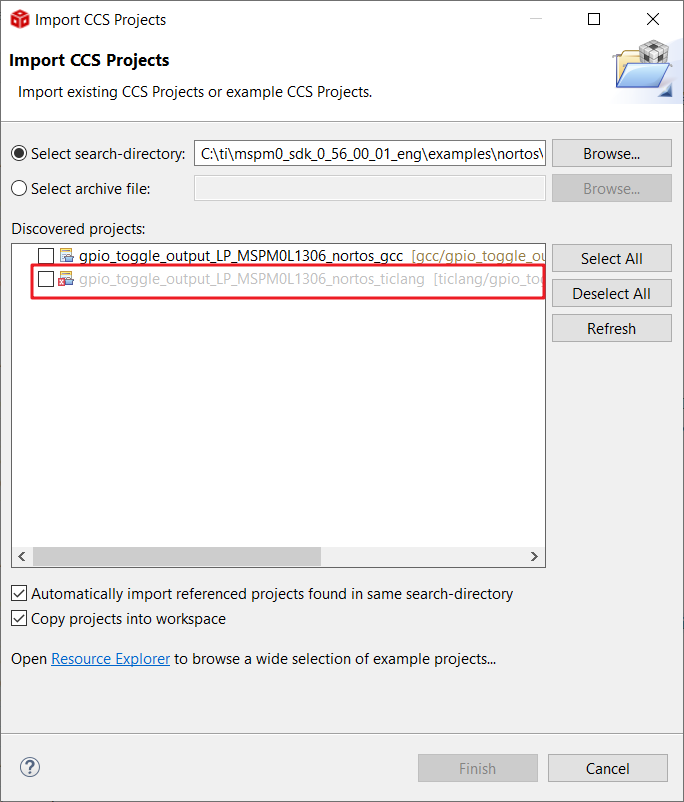 Import CCS Projects
Import CCS Projects
Import existing CCS Projects or example CCS Projects.
Select search-directory: C:\ti\mspm0_sdk_0_56_00_01_eng\examples\nortos\ Browse...
Select archive file: Browse...
Discovered projects:
gpio_toggle_output_LP_MSPM0L1306_nortos_gcc [gcc/gpio_toggle_ou Select All
gpio_toggle_output_LP_MSPM0L1306_nortos_ticlang [ticlang/gpio_tog
Deselect All
Refresh
Automatically import referenced projects found in same search-directory
Copy projects into workspace
Open Resource Explorer to browse a wide selection of example projects...
? Finish Cancel